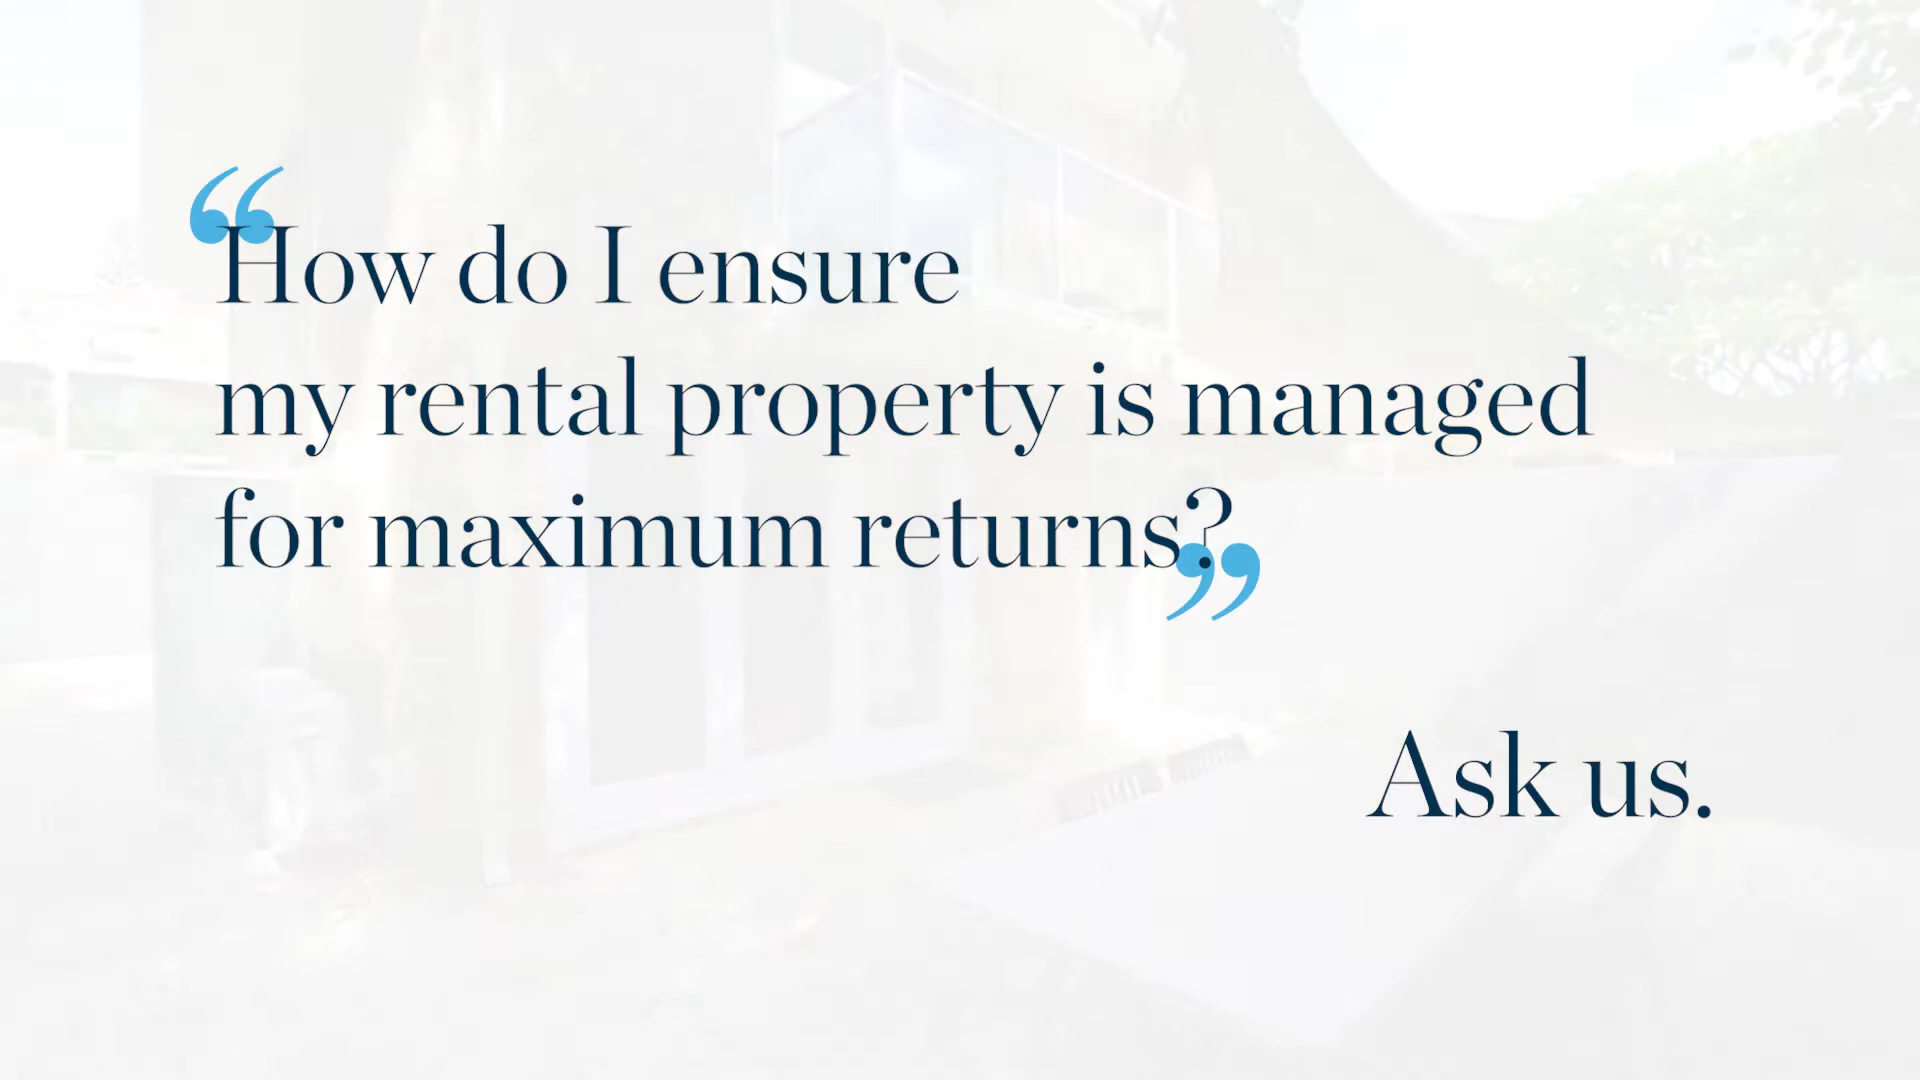 “How do I ensure
my rental property is managed
for maximum returns?”
Ask us.